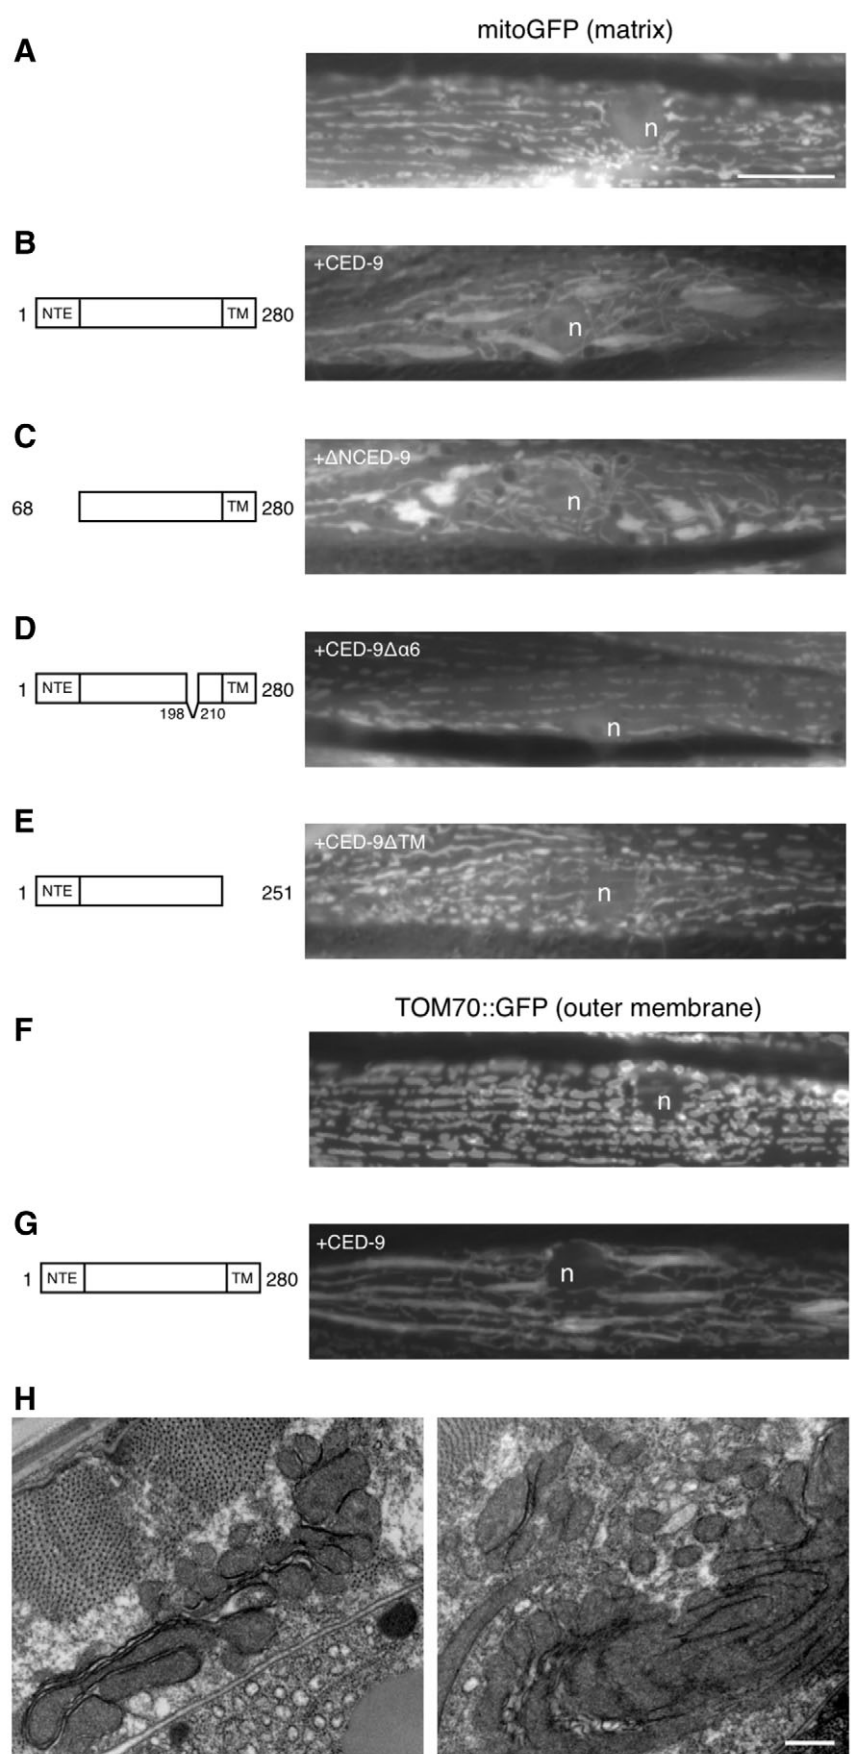 mitoGFP (matrix)
A
n
B
+CED-9
1 NTE TM 280
n
C
+ΔNCED-9
68 TM 280
n
D
+CED-9Δα6
1 NTE TM 280
198 210
n
E
+CED-9ΔTM
1 NTE 251
n
TOM70::GFP (outer membrane)
F
n
G
+CED-9
1 NTE TM 280
n
H